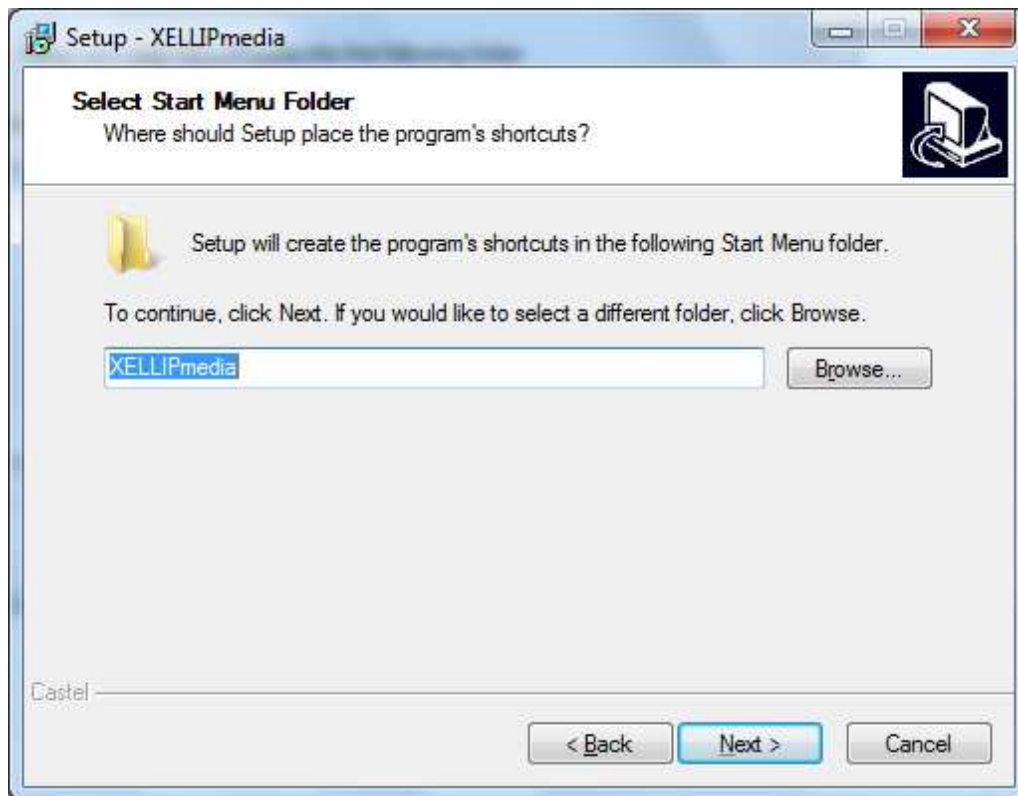 Setup - XELLIPmedia
Select Start Menu Folder
Where should Setup place the program's shortcuts?
Setup will create the program's shortcuts in the following Start Menu folder.
To continue, click Next. If you would like to select a different folder, click Browse.
XELLIPmedia
Browse...
Castel
< Back
Next >
Cancel